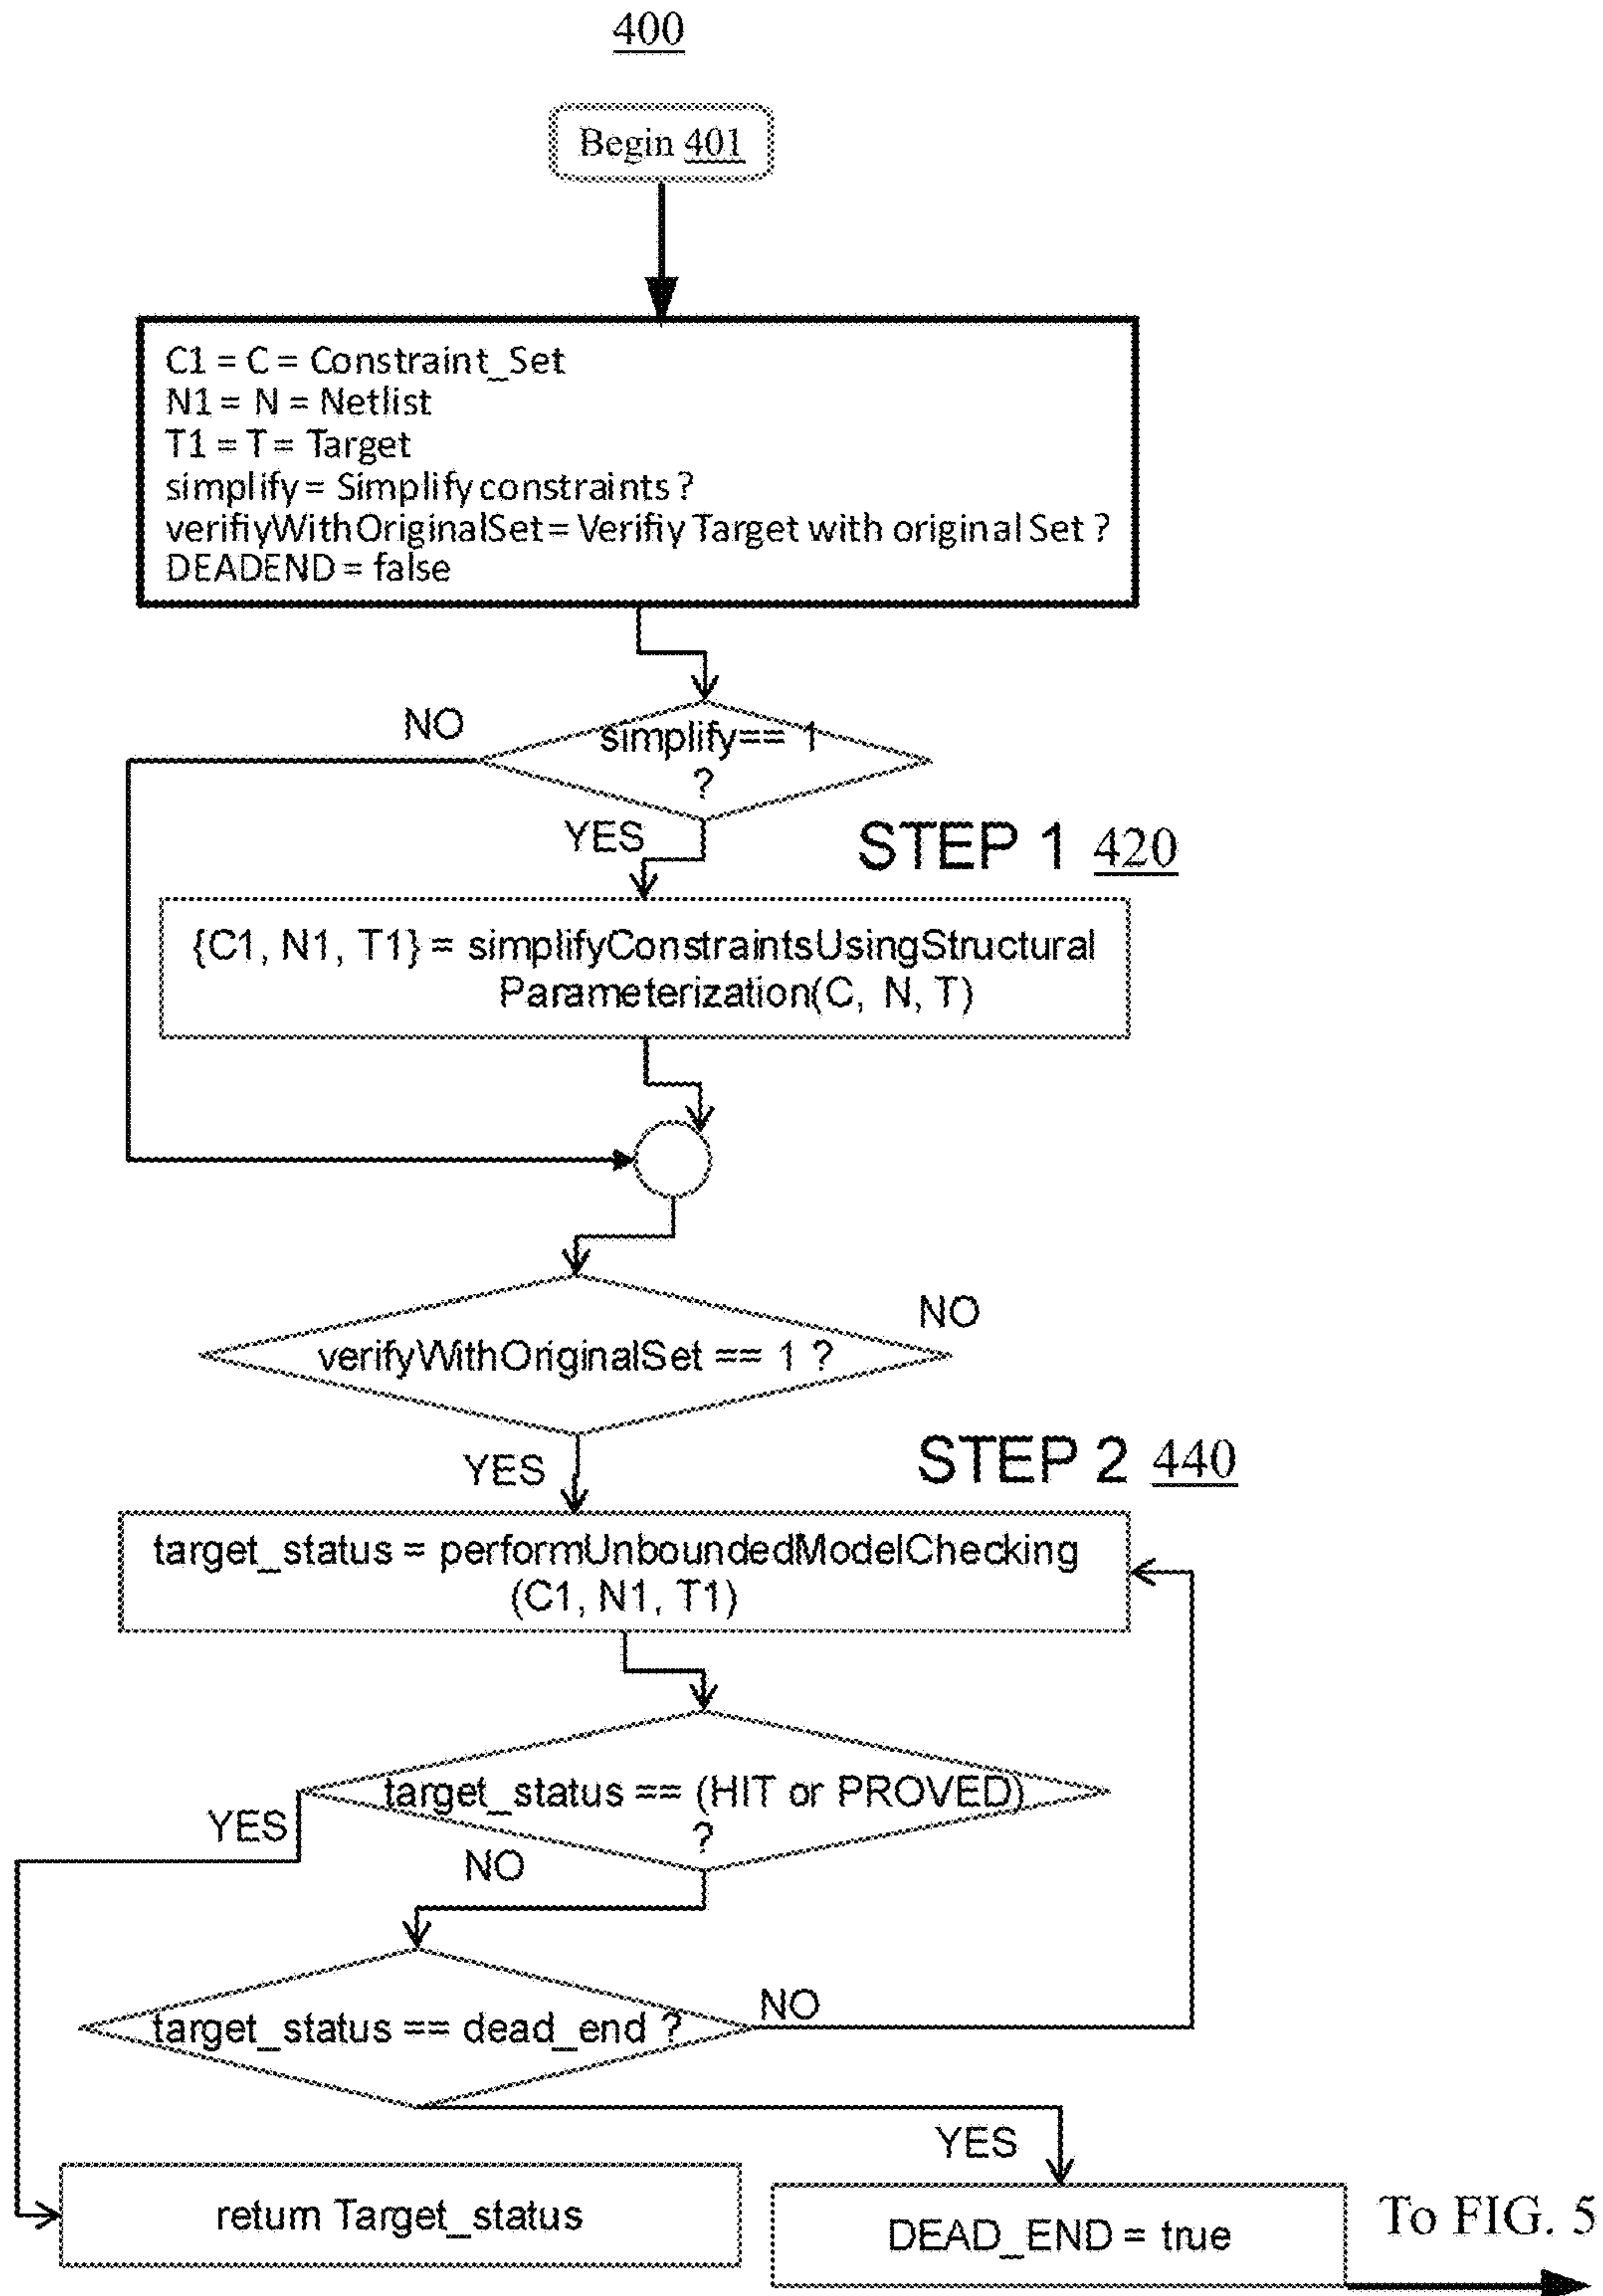 400
Begin 401
C1 = C = Constraint_Set
N1 = N = Netlist
T1 = T = Target
simplify = Simplify constraints ?
verifiyWithOriginalSet = Verifiy Target with original Set ?
DEADEND = false
NO
simplify== 1
?
YES
STEP 1 420
{C1, N1, T1} = simplifyConstraintsUsingStructural
Parameterization(C, N, T)
NO
verifyWithOriginalSet == 1 ?
YES
STEP 2 440
target_status = performUnboundedModelChecking
(C1, N1, T1)
target_status == (HIT or PROVED)
YES
?
NO
NO
target_status == dead_end ?
YES
return Target_status
DEAD_END = true
To FIG. 5